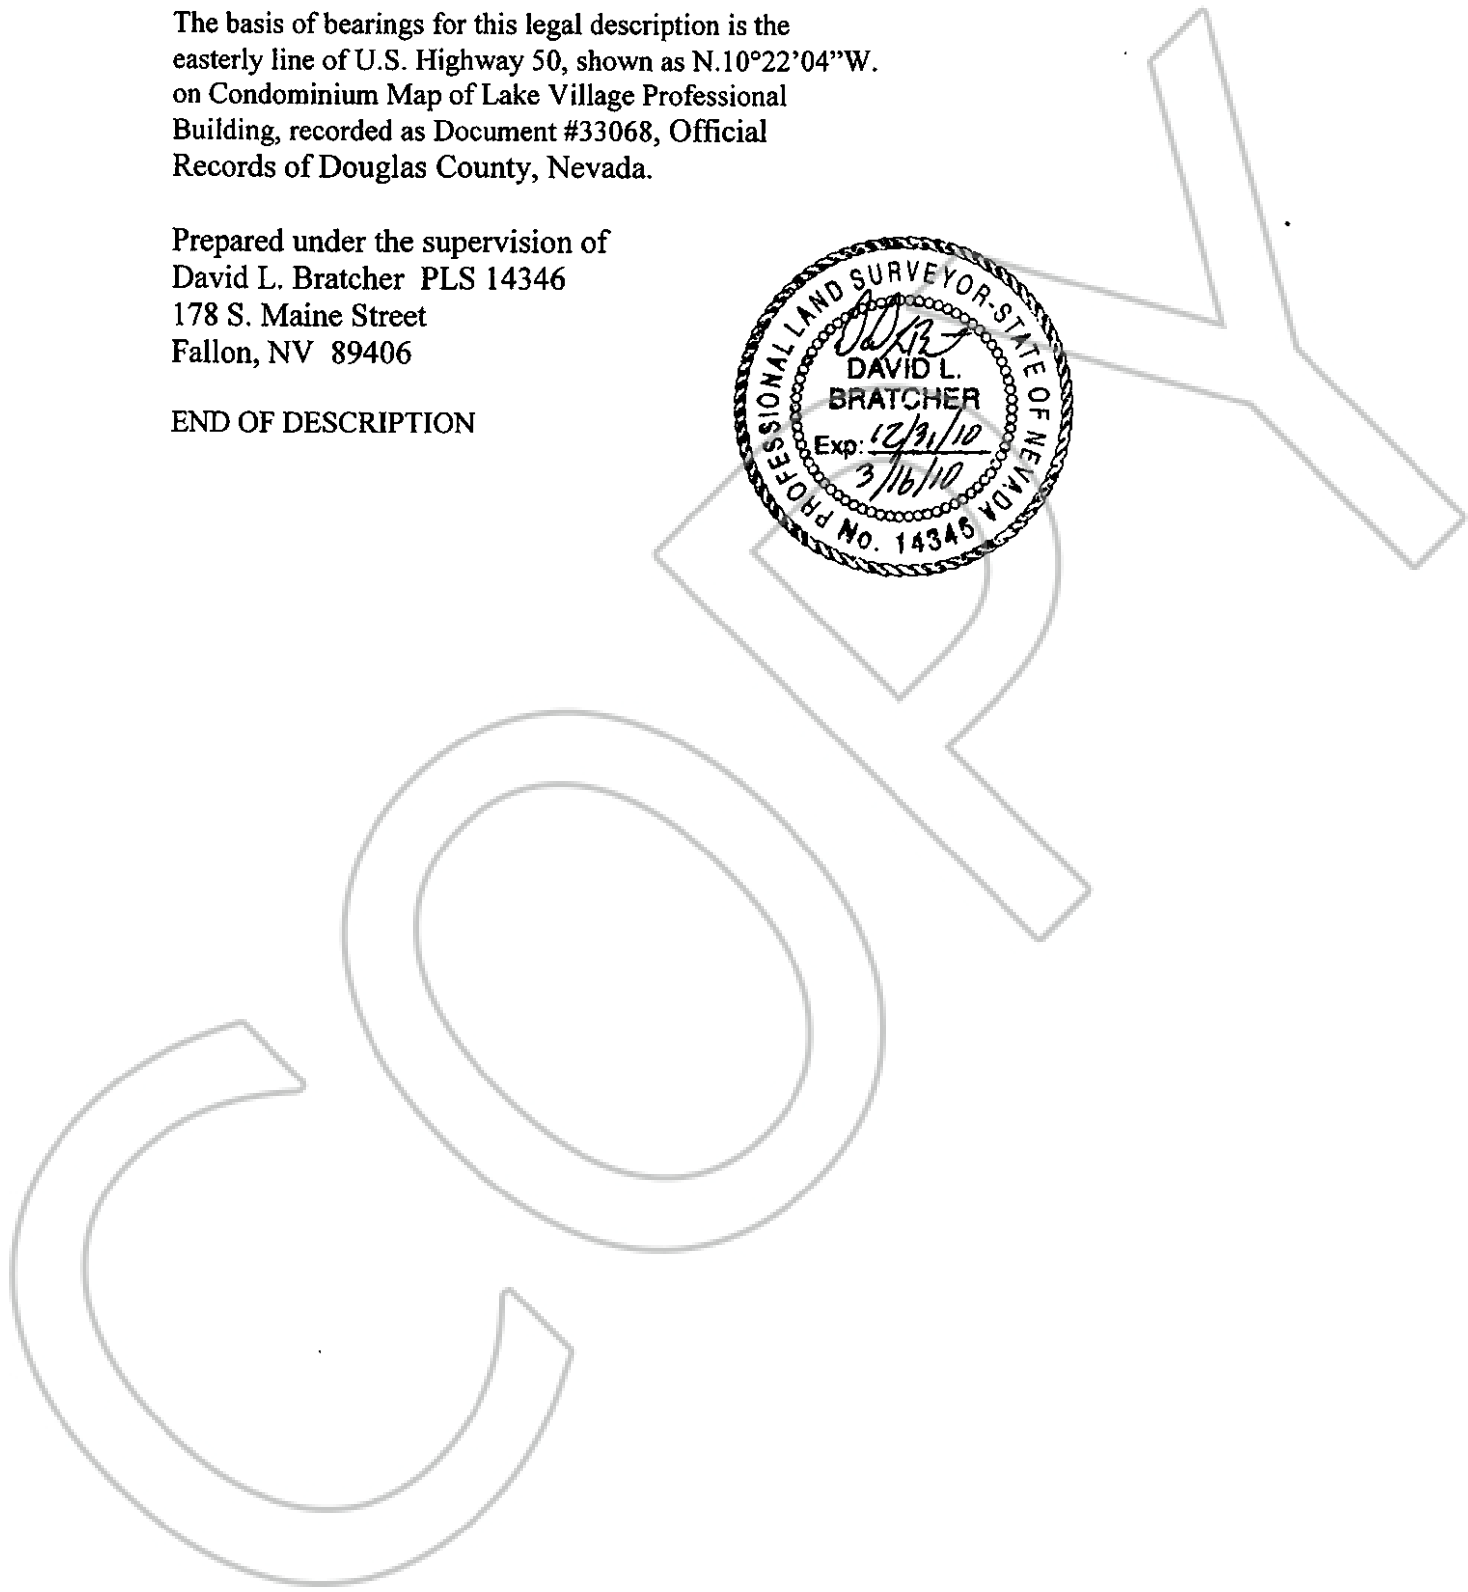 The basis of bearings for this legal description is the
easterly line of U.S. Highway 50, shown as N.10°22'04”W.
on Condominium Map of Lake Village Professional
Building, recorded as Document #33068, Official
Records of Douglas County, Nevada.
Prepared under the supervision of
David L. Bratcher PLS 14346
178 S. Maine Street
Fallon, NV 89406
END OF DESCRIPTION
PROFESSIONAL LAND SURVEYOR-STATE OF NEVADA
DAVID L.
BRATCHER
Exp: 12/31/10
3/16/10
No. 14346
COPY